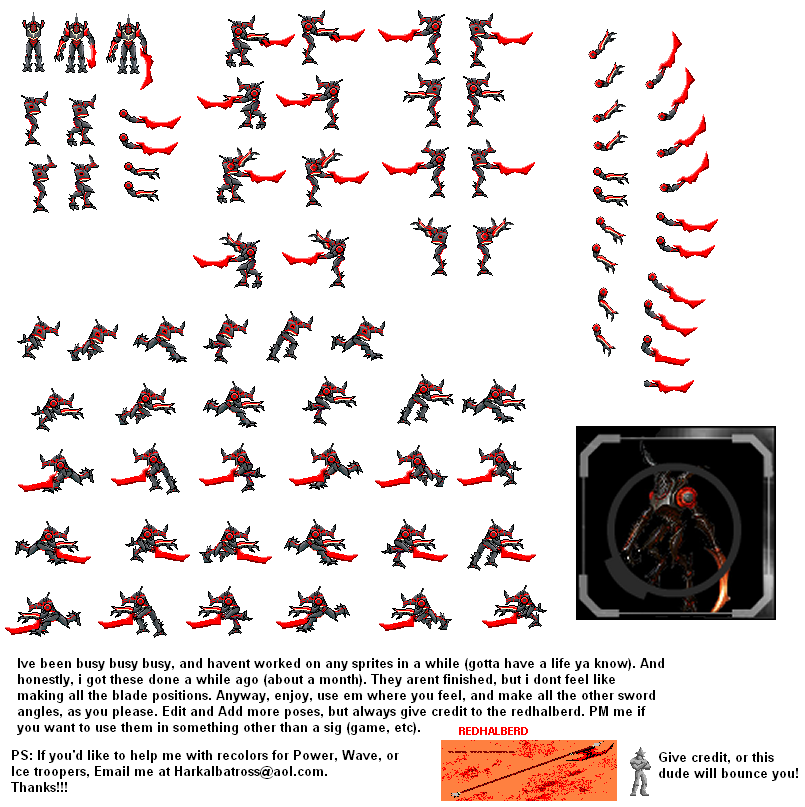 Ive been busy busy busy, and havent worked on any sprites in a while (gotta have a life ya know). And
honestly, i got these done a while ago (about a month). They arent finished, but i dont feel like
making all the blade positions. Anyway, enjoy, use em where you feel, and make all the other sword
angles, as you please. Edit and Add more poses, but always give credit to the redhalberd. PM me if
you want to use them in something other than a sig (game, etc).
REDHALBERD
PS: If you'd like to help me with recolors for Power, Wave, or
Ice troopers, Email me at Harkalbatross@aol.com.
Thanks!!!
Give credit, or this
dude will bounce you!